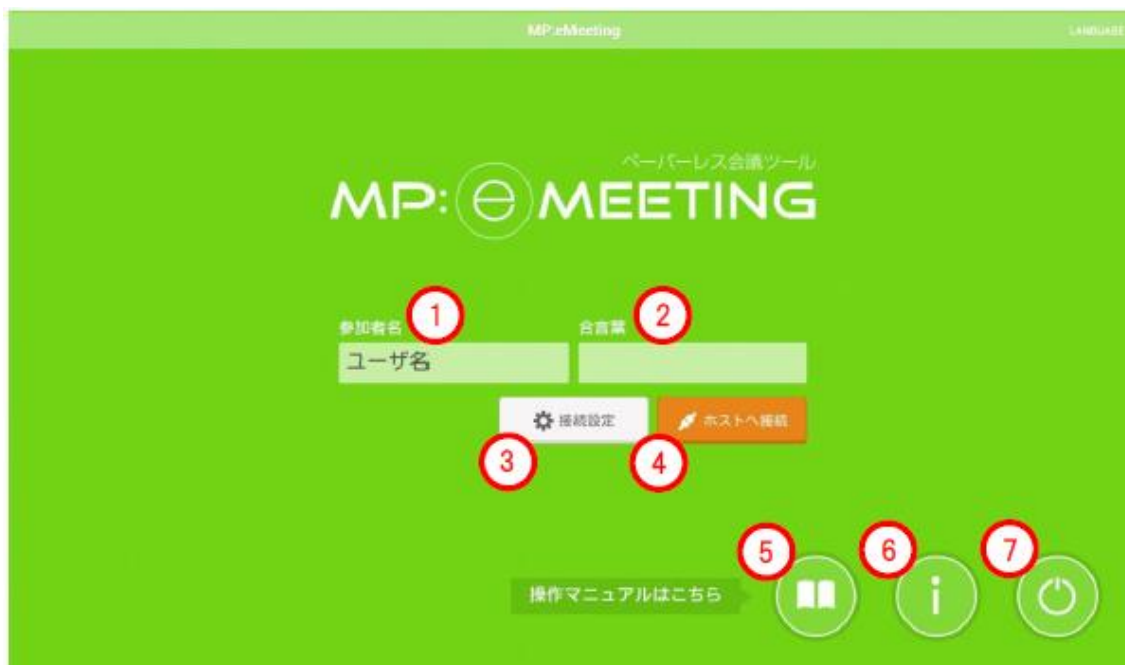 MP:eMeeting
LANGUAGE
ペーパーレス会議ツール
MP:eMEETING
参加者名 1
合言葉 2
ユーザ名
接続設定
ホストへ接続
3
4
5
6
7
操作マニュアルはこちら
i